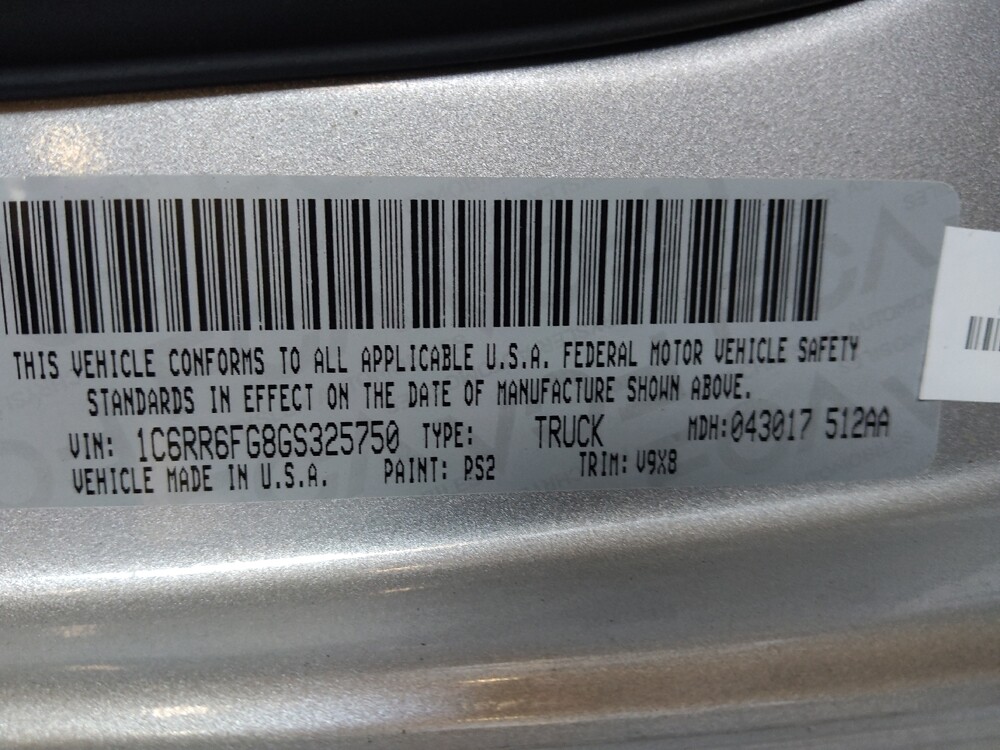 THIS VEHICLE CONFORMS TO ALL APPLICABLE U.S.A. FEDERAL MOTOR VEHICLE SAFETY
STANDARDS IN EFFECT ON THE DATE OF MANUFACTURE SHOWN ABOVE.
VIN: 1C6RR6FG8GS325750 TYPE: TRUCK MDH:043017 512AA
VEHICLE MADE IN U.S.A. PAINT: PS2 TRIM: V9X8